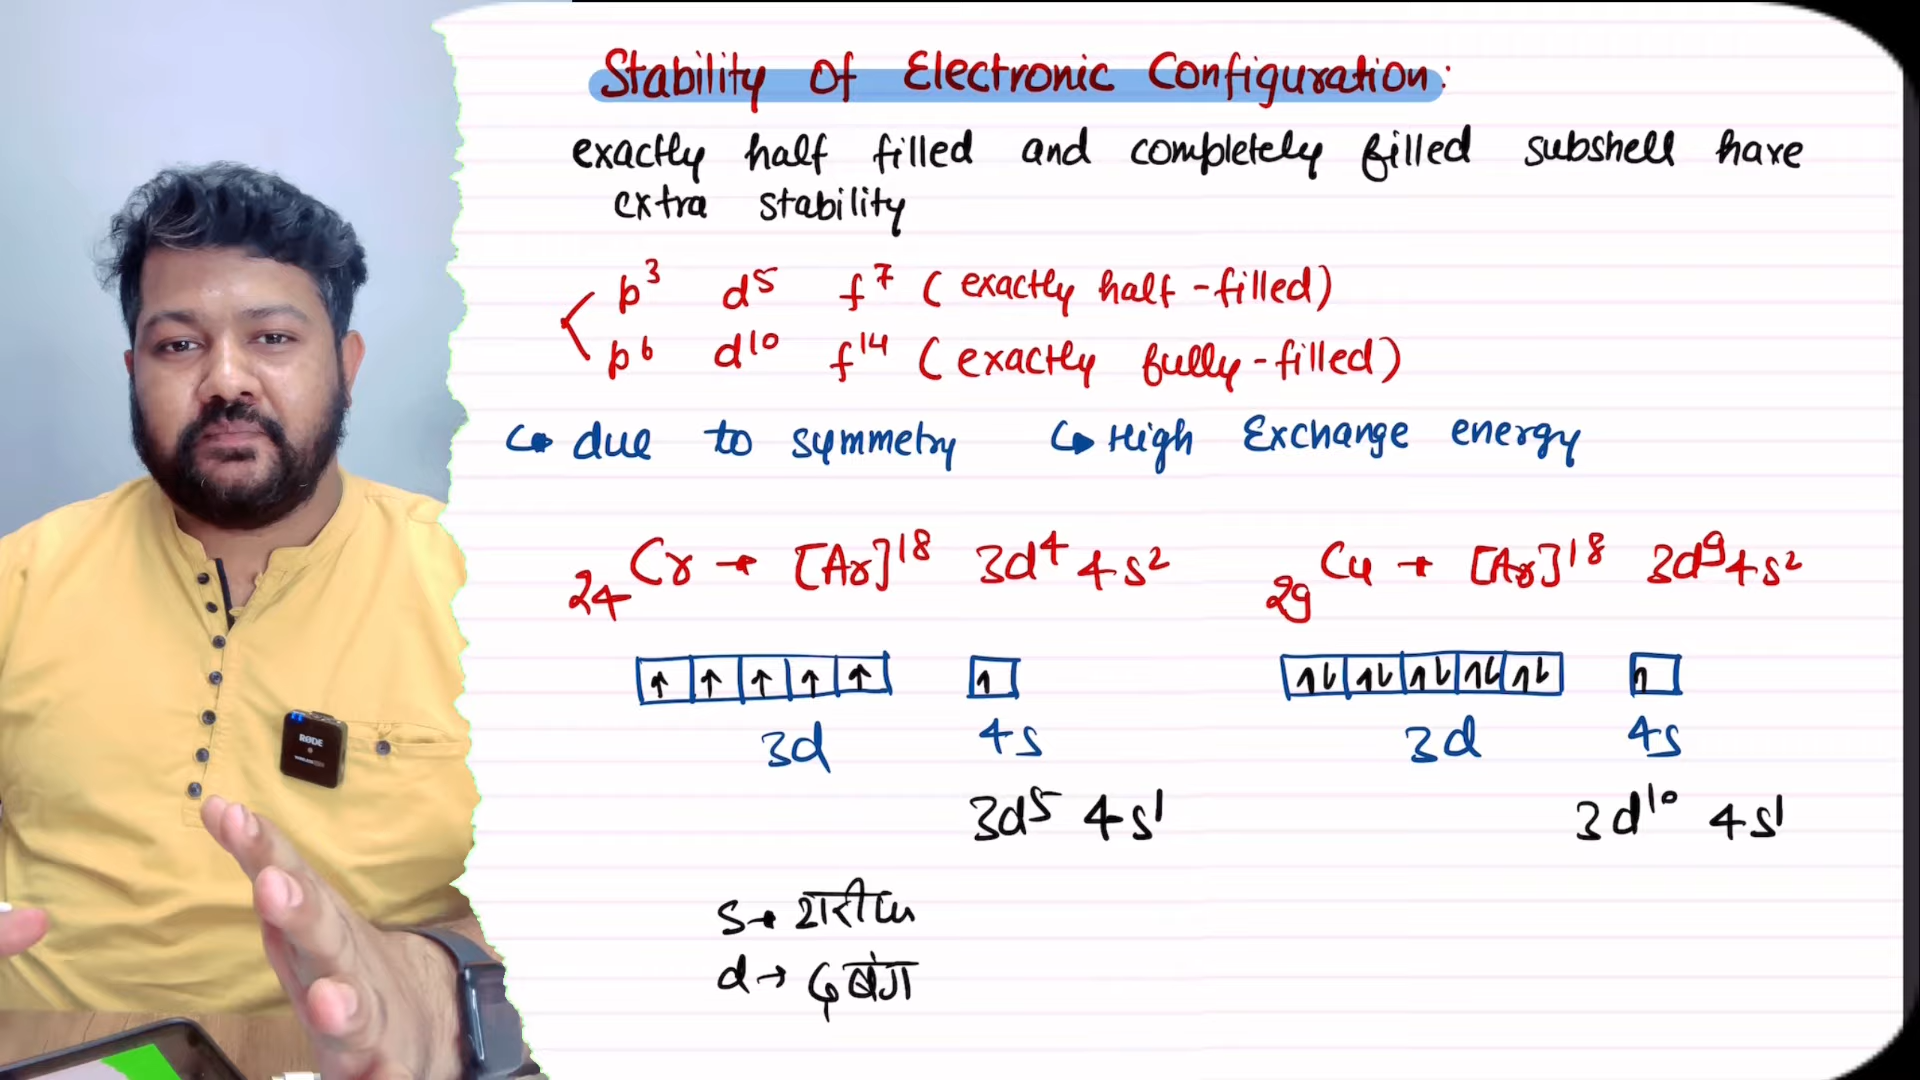 Stability Of Electronic Configuration:
exactly half filled and completely filled subshell have
extra stability
p³ d⁵ f⁷ (exactly half-filled)
p⁶ d¹⁰ f¹⁴ (exactly fully-filled)
↪ due to symmetry ↪ High Exchange energy
₂₄Cr → [Ar]¹⁸ 3d⁴ 4s² ₂₉Cu → [Ar]¹⁸ 3d⁹ 4s²
↑ ↑ ↑ ↑ ↑ ↑ ↑↓ ↑↓ ↑↓ ↑↓ ↑↓ ↑
3d 4s 3d 4s
3d⁵ 4s¹ 3d¹⁰ 4s¹
s → शरीफ
d → दबंग
RØDE